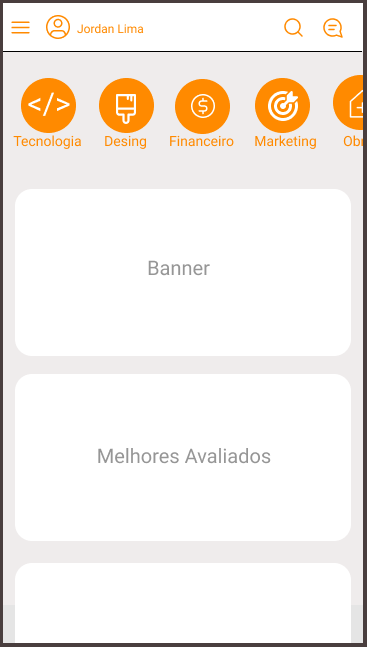 Jordan Lima
</>
Tecnologia
Desing
Financeiro
Marketing
Banner
Melhores Avaliados